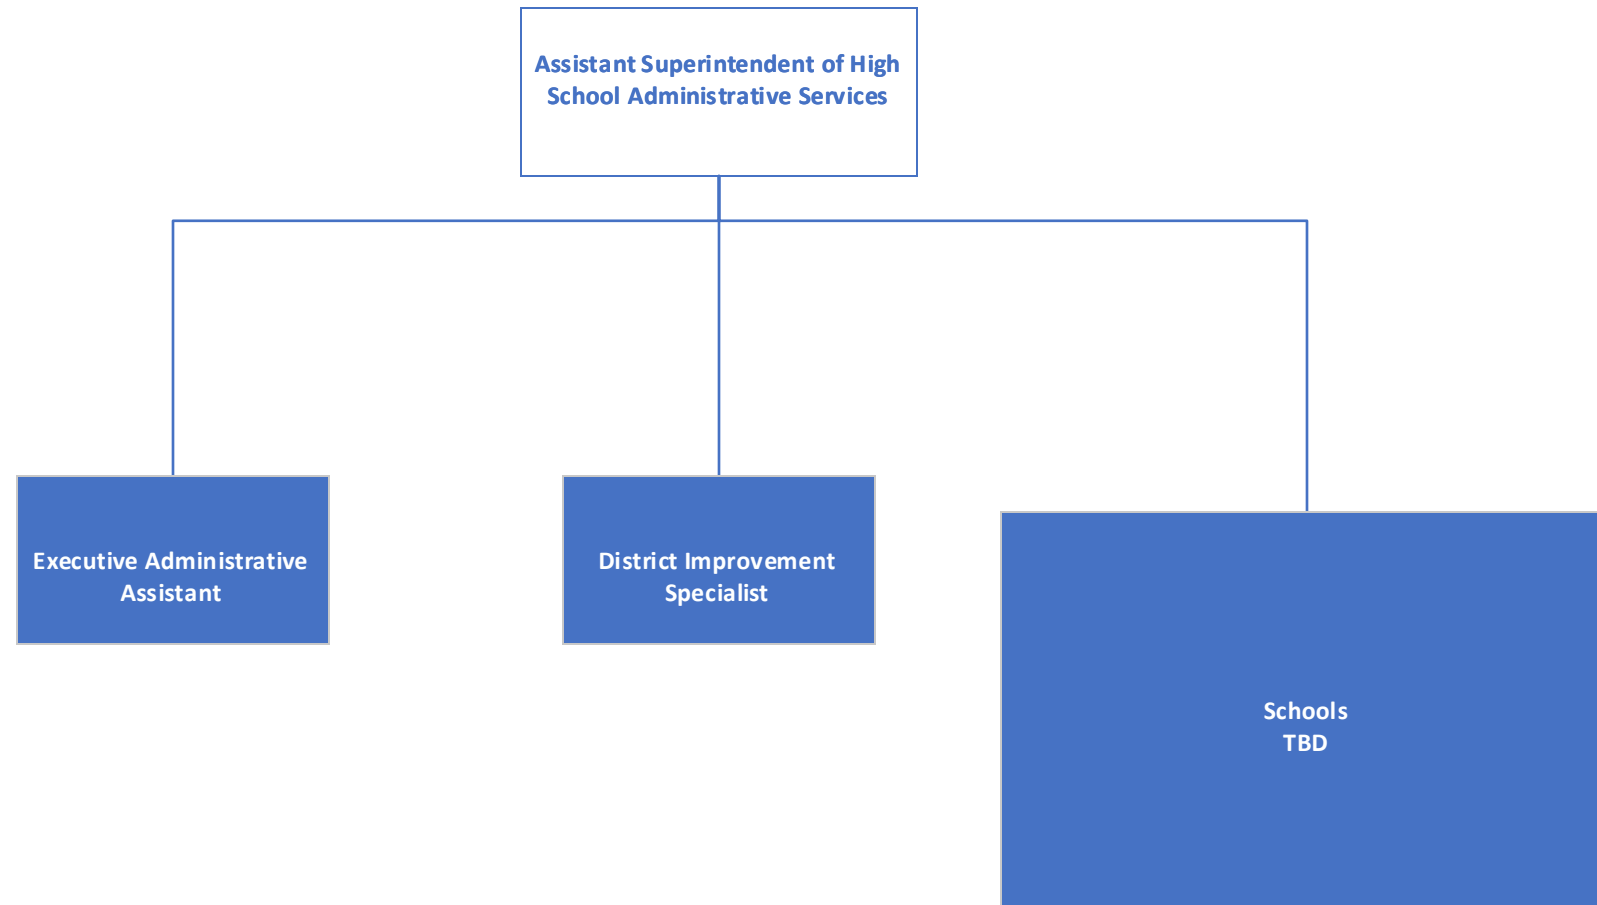 Assistant Superintendent of High
School Administrative Services
Executive Administrative
Assistant
District Improvement
Specialist
Schools
TBD